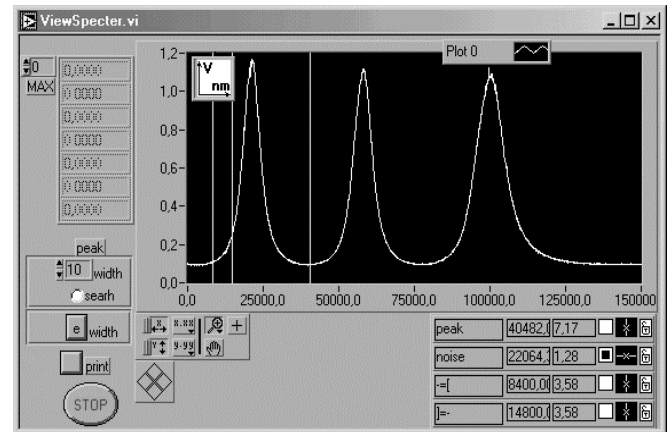 ViewSpecter.vi
Plot 0
0
MAX
0,0000
0,0000
0,0000
0,0000
0,0000
0,0000
0,0000
1,2-
1,0-
0,8-
0,6-
0,4-
0,2-
0,0-
V
nm
0,0 25000,0 50000,0 75000,0 100000,0 125000,0 150000
peak
10 width
searh
e width
print
STOP
x.xx
y.yy
peak 40482,( 7,17
noise 22064, 1,28
-=[ 8400,00 3,58
]=- 14800,( 3,58